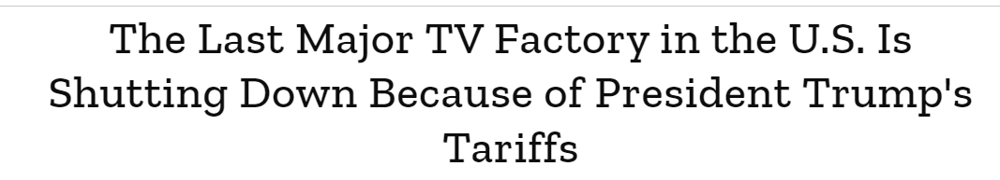 The Last Major TV Factory in the U.S. Is
Shutting Down Because of President Trump's
Tariffs